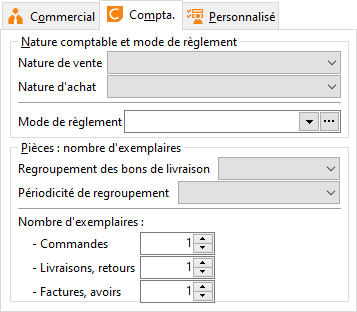 Commercial Compta. Personnalisé
Nature comptable et mode de règlement
Nature de vente
Nature d'achat
Mode de règlement
Pièces : nombre d'exemplaires
Regroupement des bons de livraison
Périodicité de regroupement
Nombre d'exemplaires :
- Commandes 1
- Livraisons, retours 1
- Factures, avoirs 1